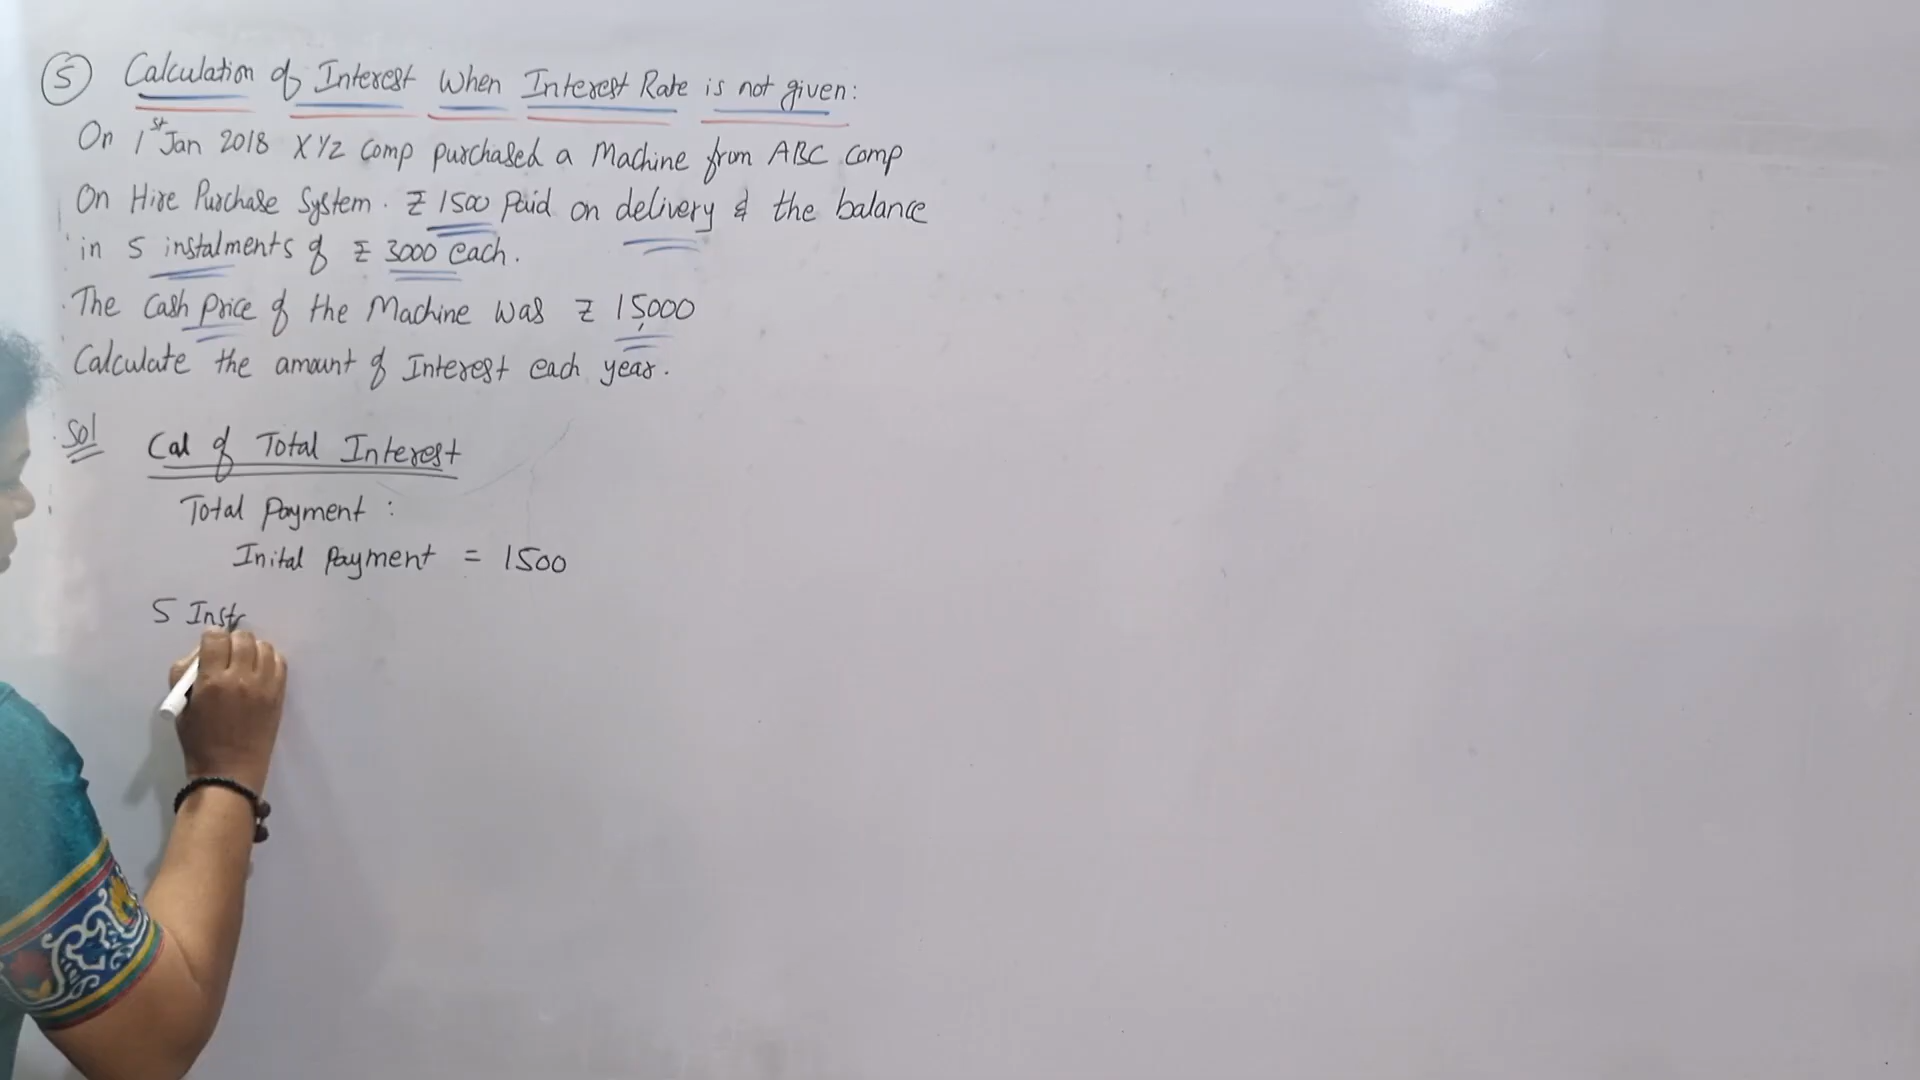 5 Calculation of Interest When Interest Rate is not given:
On 1st Jan 2018 XYZ Comp purchased a Machine from ABC comp
On Hire Purchase System. ₹ 1500 Paid on delivery & the balance
in 5 instalments of ₹ 3000 each.
The Cash price of the Machine was ₹ 15,000
Calculate the amount of Interest each year.
Sol Cal of Total Interest
Total Payment :
Inital Payment = 1500
5 Inst